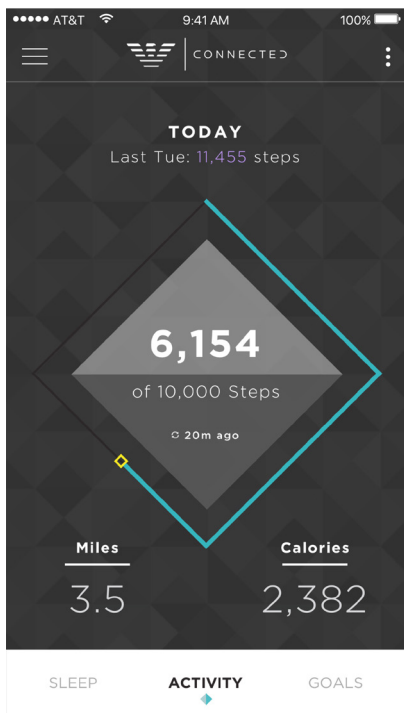 AT&T 9:41 AM 100%
CONNECTED
TODAY
Last Tue: 11,455 steps
6,154
of 10,000 Steps
20m ago
Miles Calories
3.5 2,382
SLEEP ACTIVITY GOALS